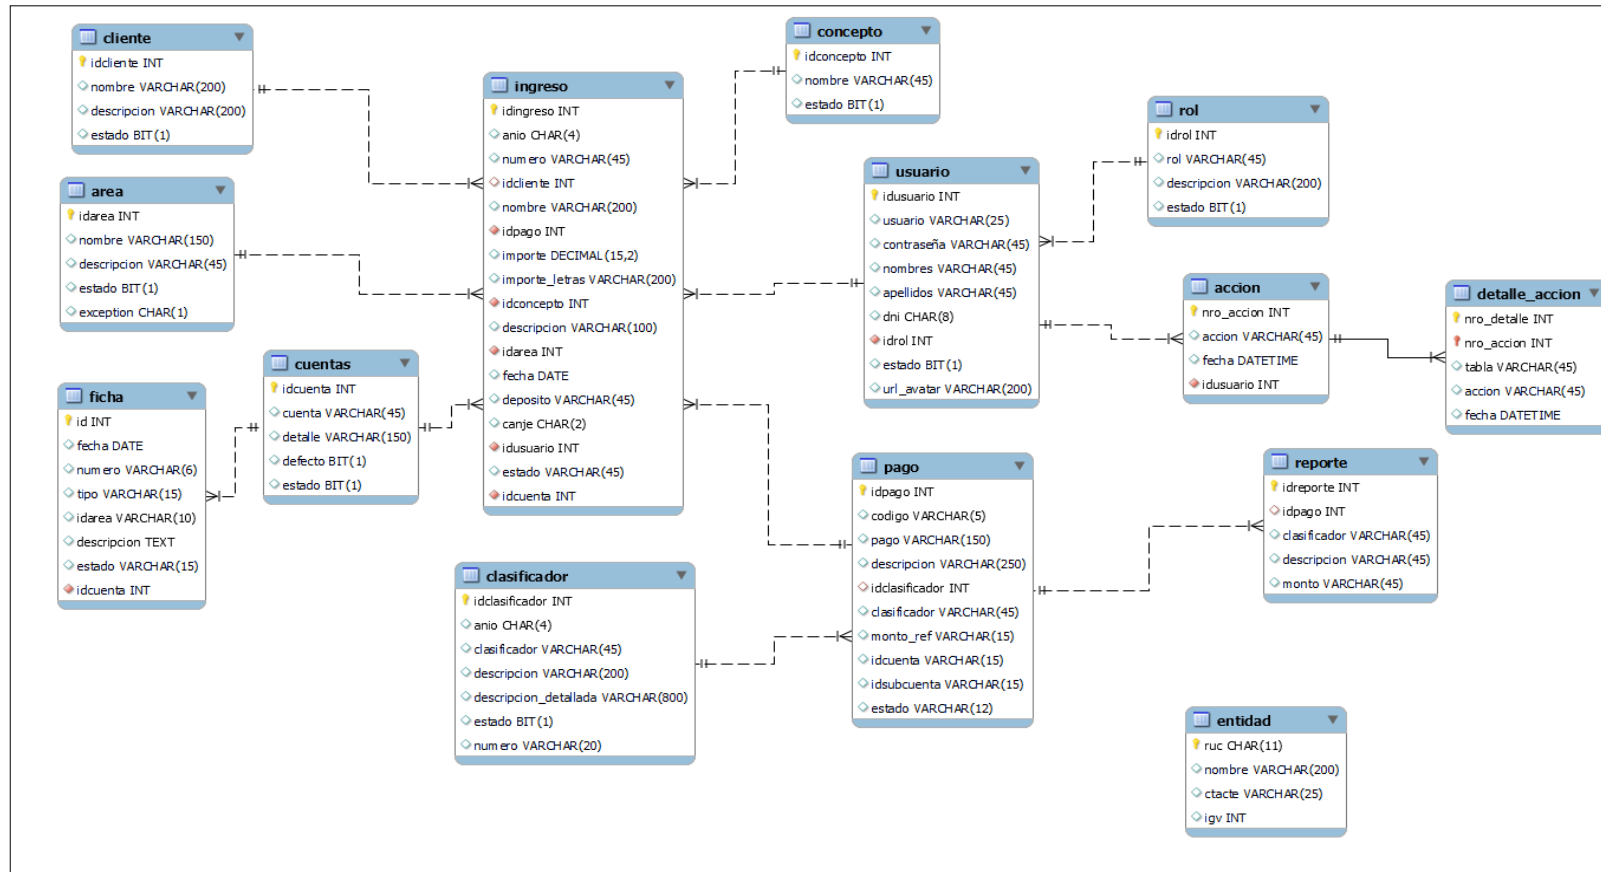 cliente
idcliente INT
nombre VARCHAR(200)
descripcion VARCHAR(200)
estado BIT(1)
area
idarea INT
nombre VARCHAR(150)
descripcion VARCHAR(45)
estado BIT(1)
exception CHAR(1)
ficha
id INT
fecha DATE
numero VARCHAR(6)
tipo VARCHAR(15)
idarea VARCHAR(10)
descripcion TEXT
estado VARCHAR(15)
idcuenta INT
cuentas
idcuenta INT
cuenta VARCHAR(45)
detalle VARCHAR(150)
defecto BIT(1)
estado BIT(1)
ingreso
idingreso INT
anio CHAR(4)
numero VARCHAR(45)
idcliente INT
nombre VARCHAR(200)
idpago INT
importe DECIMAL(15,2)
importe_letras VARCHAR(200)
idconcepto INT
descripcion VARCHAR(100)
idarea INT
fecha DATE
deposito VARCHAR(45)
canje CHAR(2)
idusuario INT
estado VARCHAR(45)
idcuenta INT
clasificador
idclasificador INT
anio CHAR(4)
clasificador VARCHAR(45)
descripcion VARCHAR(200)
descripcion_detallada VARCHAR(800)
estado BIT(1)
numero VARCHAR(20)
concepto
idconcepto INT
nombre VARCHAR(45)
estado BIT(1)
usuario
idusuario INT
usuario VARCHAR(25)
contraseña VARCHAR(45)
nombres VARCHAR(45)
apellidos VARCHAR(45)
dni CHAR(8)
idrol INT
estado BIT(1)
url_avatar VARCHAR(200)
pago
idpago INT
codigo VARCHAR(5)
pago VARCHAR(150)
descripcion VARCHAR(250)
idclasificador INT
clasificador VARCHAR(45)
monto_ref VARCHAR(15)
idcuenta VARCHAR(15)
idsubcuenta VARCHAR(15)
estado VARCHAR(12)
rol
idrol INT
rol VARCHAR(45)
descripcion VARCHAR(200)
estado BIT(1)
accion
nro_accion INT
accion VARCHAR(45)
fecha DATETIME
idusuario INT
detalle_accion
nro_detalle INT
nro_accion INT
tabla VARCHAR(45)
accion VARCHAR(45)
fecha DATETIME
reporte
idreporte INT
idpago INT
clasificador VARCHAR(45)
descripcion VARCHAR(45)
monto VARCHAR(45)
entidad
ruc CHAR(11)
nombre VARCHAR(200)
ctacte VARCHAR(25)
igv INT